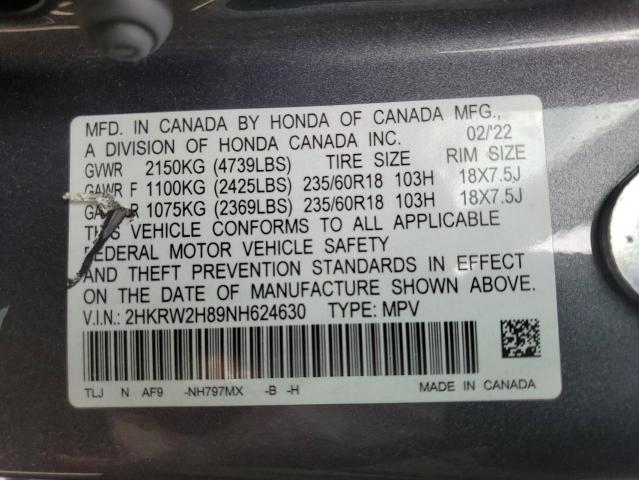 MFD. IN CANADA BY HONDA OF CANADA MFG.,
A DIVISION OF HONDA CANADA INC. 02/'22
GVWR 2150KG (4739LBS) TIRE SIZE RIM SIZE
GAWR F 1100KG (2425LBS) 235/60R18 103H 18X7.5J
R 1075KG (2369LBS) 235/60R18 103H 18X7.5J
THIS VEHICLE CONFORMS TO ALL APPLICABLE
FEDERAL MOTOR VEHICLE SAFETY
AND THEFT PREVENTION STANDARDS IN EFFECT
ON THE DATE OF MANUFACTURE SHOWN ABOVE.
V.I.N.: 2HKRW2H89NH624630 TYPE: MPV
TLJ N AF9 -NH797MX -B -H MADE IN CANADA